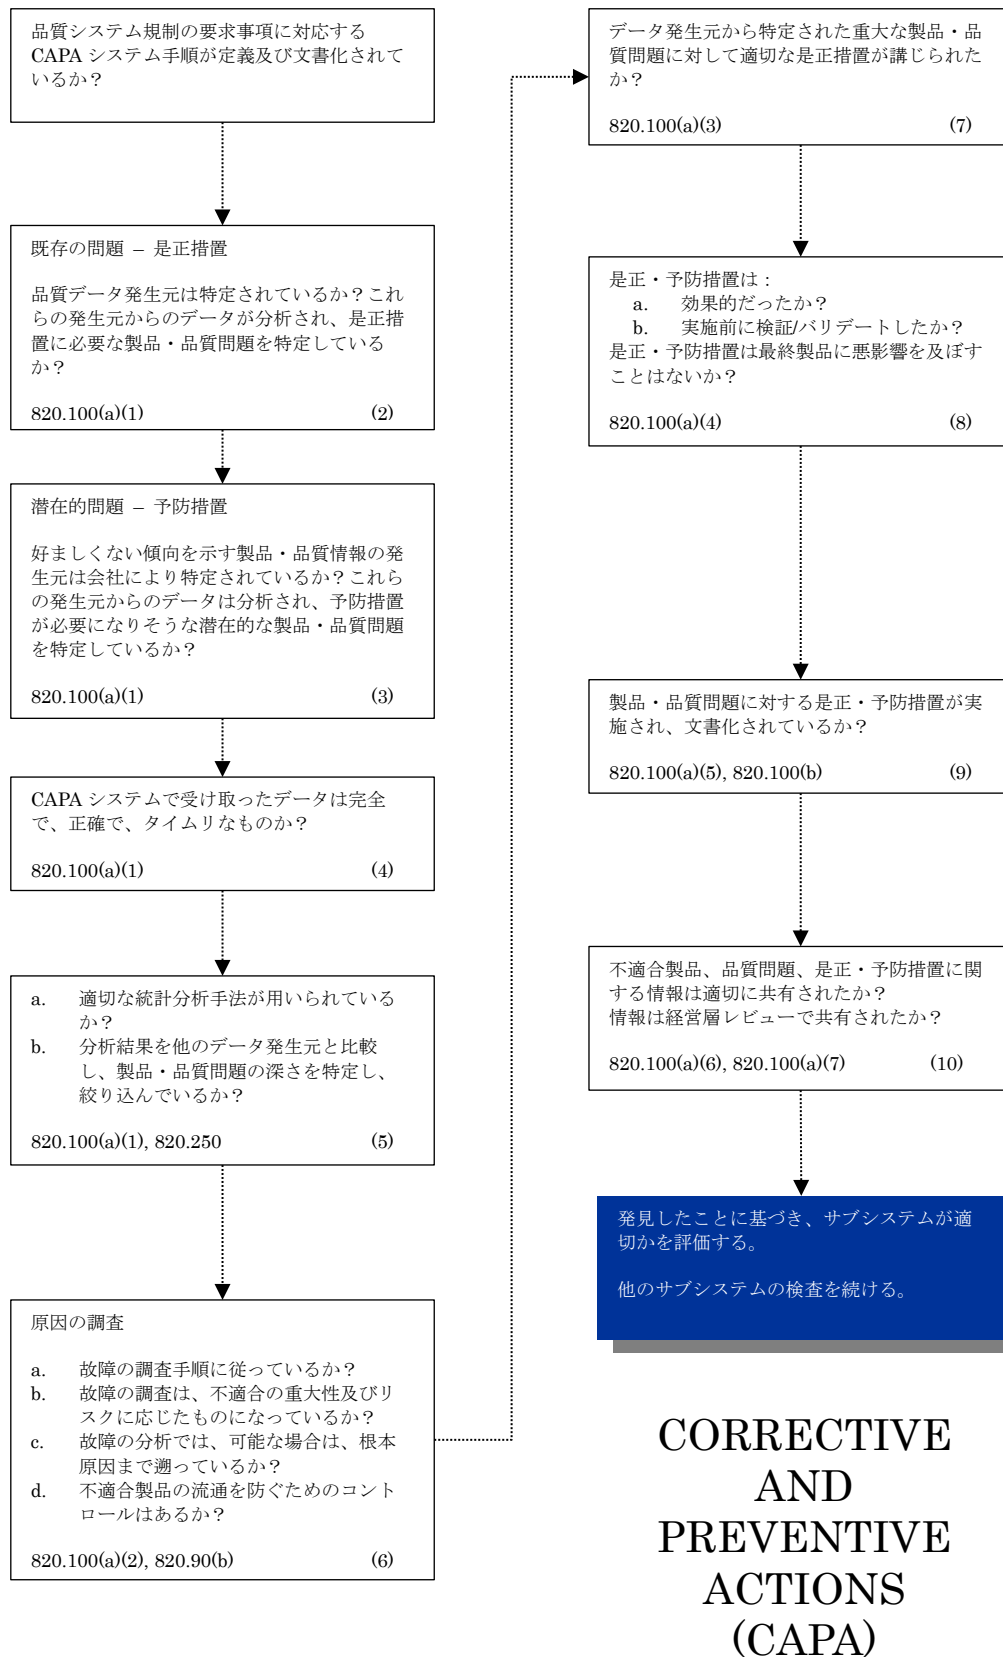 品質システム規制の要求事項に対応する
CAPA システム手順が定義及び文書化されて
いるか？
既存の問題 – 是正措置
品質データ発生元は特定されているか？これ
らの発生元からのデータが分析され、是正措
置に必要な製品・品質問題を特定している
か？
820.100(a)(1) (2)
潜在的問題 – 予防措置
好ましくない傾向を示す製品・品質情報の発
生元は会社により特定されているか？これら
の発生元からのデータは分析され、予防措置
が必要になりそうな潜在的な製品・品質問題
を特定しているか？
820.100(a)(1) (3)
CAPA システムで受け取ったデータは完全
で、正確で、タイムリなものか？
820.100(a)(1) (4)
a. 適切な統計分析手法が用いられている
か？
b. 分析結果を他のデータ発生元と比較
し、製品・品質問題の深さを特定し、
絞り込んでいるか？
820.100(a)(1), 820.250 (5)
原因の調査
a. 故障の調査手順に従っているか？
b. 故障の調査は、不適合の重大性及びリ
スクに応じたものになっているか？
c. 故障の分析では、可能な場合は、根本
原因まで遡っているか？
d. 不適合製品の流通を防ぐためのコント
ロールはあるか？
820.100(a)(2), 820.90(b) (6)
データ発生元から特定された重大な製品・品
質問題に対して適切な是正措置が講じられた
か？
820.100(a)(3) (7)
是正・予防措置は：
a. 効果的だったか？
b. 実施前に検証/バリデートしたか？
是正・予防措置は最終製品に悪影響を及ぼす
ことはないか？
820.100(a)(4) (8)
製品・品質問題に対する是正・予防措置が実
施され、文書化されているか？
820.100(a)(5), 820.100(b) (9)
不適合製品、品質問題、是正・予防措置に関
する情報は適切に共有されたか？
情報は経営層レビューで共有されたか？
820.100(a)(6), 820.100(a)(7) (10)
発見したことに基づき、サブシステムが適
切かを評価する。
他のサブシステムの検査を続ける。
CORRECTIVE
AND
PREVENTIVE
ACTIONS
(CAPA)